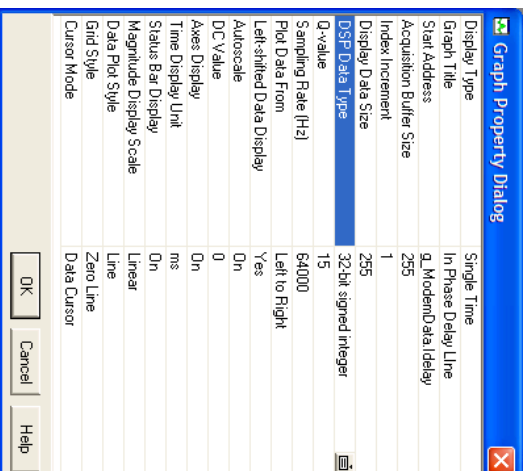 Graph Property Dialog
Display Type Single Time
Graph Title In Phase Delay LIne
Start Address g_ModemData.Idelay
Acquisition Buffer Size 255
Index Increment 1
Display Data Size 255
DSP Data Type 32-bit signed integer
Q-value 15
Sampling Rate (Hz) 64000
Plot Data From Left to Right
Left-shifted Data Display Yes
Autoscale On
DC Value 0
Axes Display On
Time Display Unit ms
Status Bar Display On
Magnitude Display Scale Linear
Data Plot Style Line
Grid Style Zero Line
Cursor Mode Data Cursor
OK Cancel Help